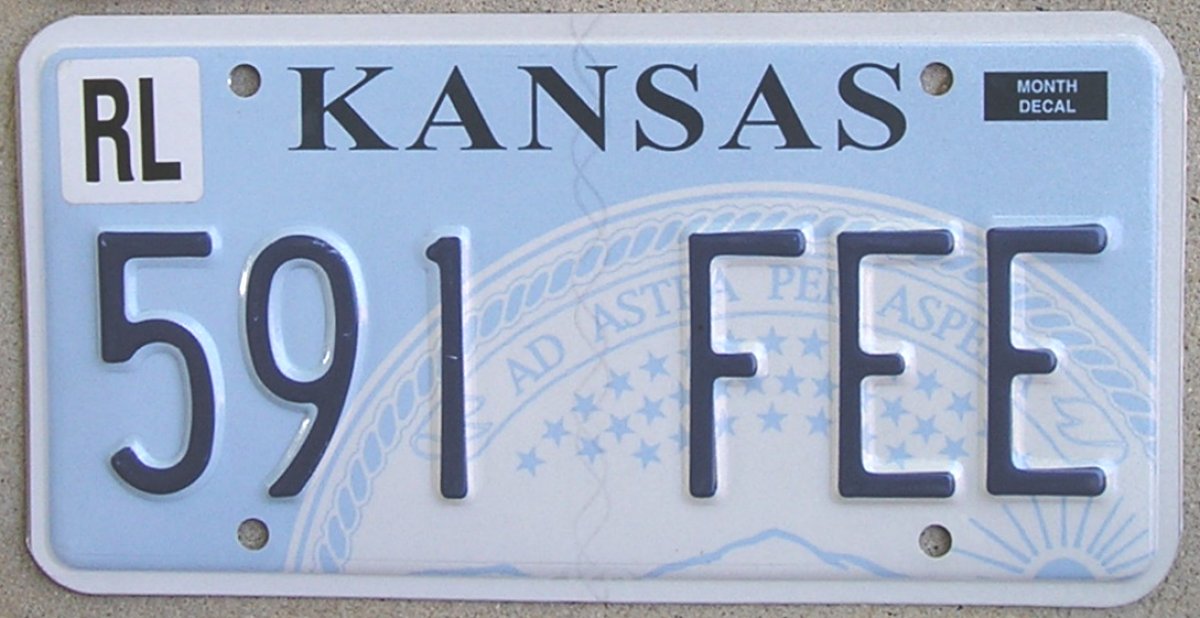 RL
KANSAS
MONTH
DECAL
AD ASTRA PER ASPE
591 FEE